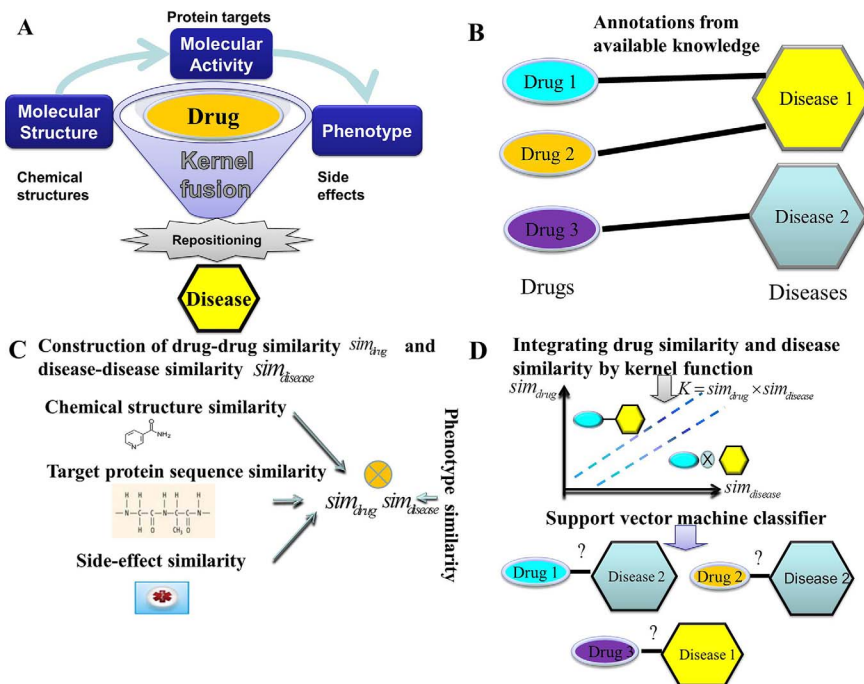 A
Protein targets
Molecular
Activity
Molecular
Structure
Drug
Phenotype
Kernel
fusion
Chemical
structures
Side
effects
Repositioning
Disease
B
Annotations from
available knowledge
Drug 1
Disease 1
Drug 2
Drug 3
Disease 2
Drugs
Diseases
C
Construction of drug-drug similarity sim_drug and
disease-disease similarity sim_disease
Chemical structure similarity
N
O
NH₂
Target protein sequence similarity
H H H H
—N—C—C—N—C—C—N—
H O CH₃ O
sim_drug sim_disease
Side-effect similarity
Phenotype similarity
D
Integrating drug similarity and disease
similarity by kernel function
sim_drug
K = sim_drug × sim_disease
sim_disease
Support vector machine classifier
Drug 1
?
Disease 2
Drug 2
?
Disease 2
Drug 3
?
Disease 1